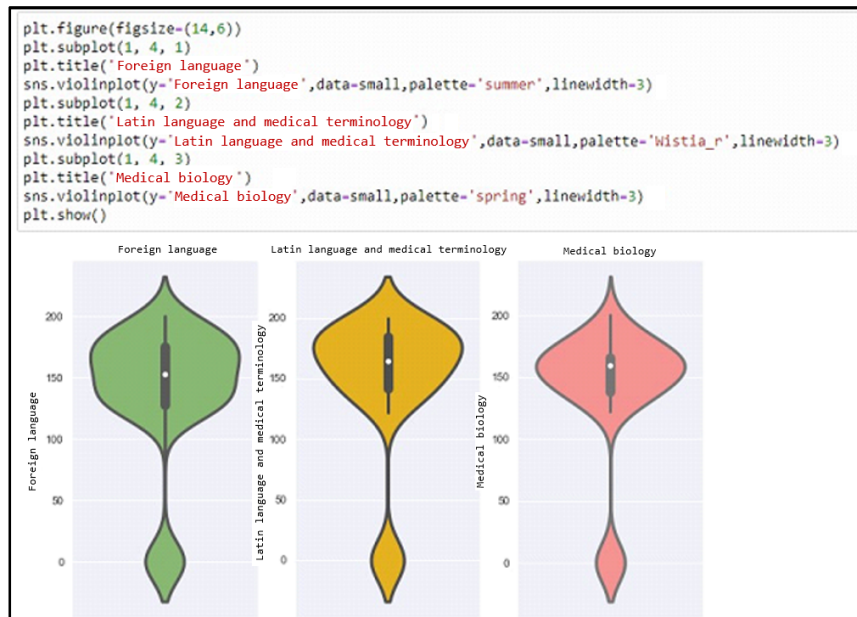 plt.figure(figsize=(14,6))
plt.subplot(1, 4, 1)
plt.title('Foreign language')
sns.violinplot(y='Foreign language',data=small,palette='summer',linewidth=3)
plt.subplot(1, 4, 2)
plt.title('Latin language and medical terminology')
sns.violinplot(y='Latin language and medical terminology',data=small,palette='Wistia_r',linewidth=3)
plt.subplot(1, 4, 3)
plt.title('Medical biology')
sns.violinplot(y='Medical biology',data=small,palette='spring',linewidth=3)
plt.show()
Foreign language
200
150
100
50
0
Foreign language
Latin language and medical terminology
200
150
100
50
0
Latin language and medical terminology
Medical biology
200
150
100
50
0
Medical biology